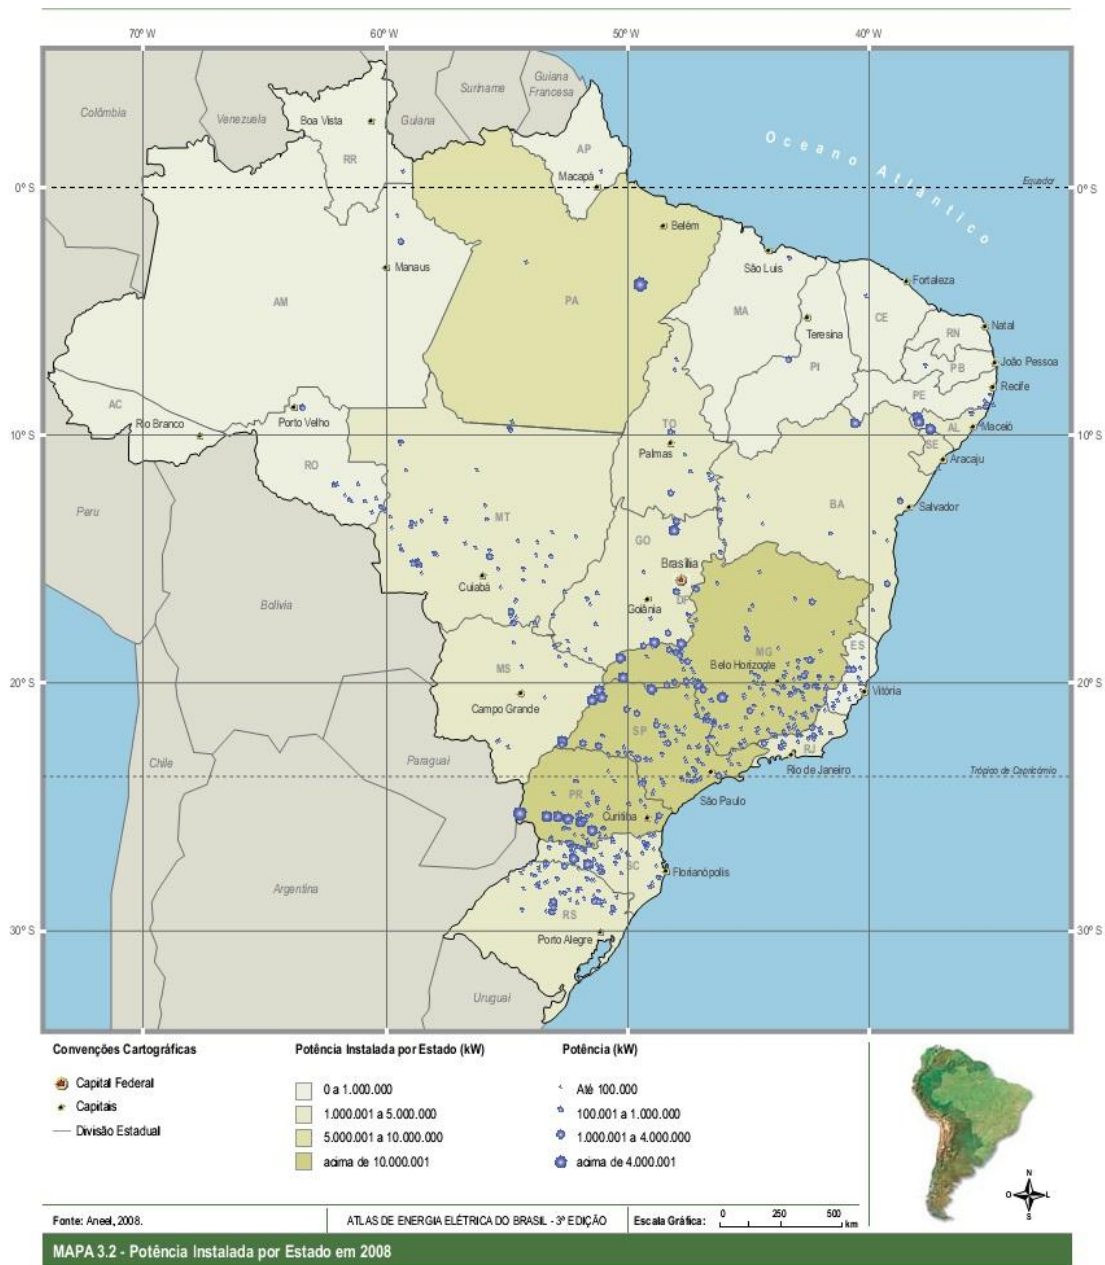 70º W 60º W 50º W 40º W
Colômbia
Venezuela
Boa Vista
Guiana
Suriname
Guiana
Francesa
Oceano Atlântico
RR
AP
Macapá
Equador
0º S
0º S
Belém
Manaus
São Luis
Fortaleza
AM
PA
MA
CE
Teresina
RN
Natal
PB
João Pessoa
PI
PE
Recife
AC
Rio Branco
Porto Velho
TO
AL
Maceió
10º S
10º S
Palmas
SE
Aracaju
RO
Peru
MT
BA
Salvador
GO
Brasília
Cuiabá
Goiânia
DF
Bolívia
MS
MG
ES
Belo Horizonte
20º S
20º S
Vitória
Campo Grande
SP
RJ
Chile
Paraguai
Rio de Janeiro
Trópico de Capricórnio
PR
São Paulo
Curitiba
SC
Florianópolis
Argentina
RS
30º S
30º S
Porto Alegre
Uruguai
Convenções Cartográficas
Capital Federal
Capitais
Divisão Estadual
Potência Instalada por Estado (kW)
0 a 1.000.000
1.000.001 a 5.000.000
5.000.001 a 10.000.000
acima de 10.000.001
Potência (kW)
Até 100.000
100.001 a 1.000.000
1.000.001 a 4.000.000
acima de 4.000.001
N
O L
S
Fonte: Aneel, 2008.
ATLAS DE ENERGIA ELÉTRICA DO BRASIL - 3ª EDIÇÃO
Escala Gráfica: 0 250 500 km
MAPA 3.2 - Potência Instalada por Estado em 2008